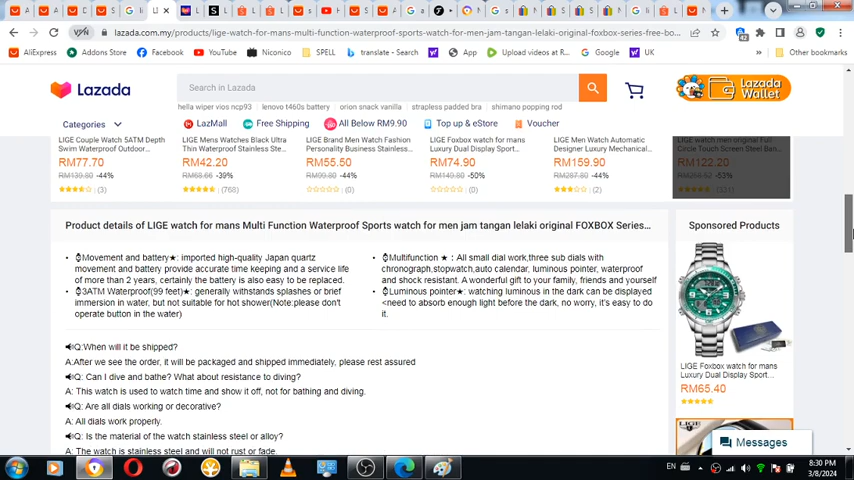 lazada.com.my/products/lige-watch-for-mans-multi-function-waterproof-sports-watch-for-men-jam-tangan-lelaki-original-foxbox-series-free-bo...
AliExpress Addons Store Facebook YouTube Niconico SPELL translate - Search App Upload videos at R... Google UK Other bookmarks
Lazada
Search in Lazada
Lazada Wallet
hella wiper vios ncp93 lenovo t460s battery orion snack vanilla strapless padded bra shimano popping rod
Categories LazMall Free Shipping All Below RM9.90 Top up & eStore Voucher
LIGE Couple Watch 5ATM Depth Swim Waterproof Outdoor...
RM77.70
RM139.80 -44%
(3)
LIGE Mens Watches Black Ultra Thin Waterproof Stainless Ste...
RM42.20
RM68.66 -39%
(768)
LIGE Brand Men Watch Fashion Personality Business Stainless...
RM55.50
RM99.80 -44%
(0)
LIGE Foxbox watch for mans Luxury Dual Display Sport...
RM74.90
RM149.80 -50%
(0)
LIGE Men Watch Automatic Designer Luxury Mechanical...
RM159.90
RM287.80 -44%
(2)
LIGE watch men original Full Circle Touch Screen Steel Ban...
RM122.20
RM258.52 -53%
(331)
Product details of LIGE watch for mans Multi Function Waterproof Sports watch for men jam tangan lelaki original FOXBOX Series...
Sponsored Products
• ⌚Movement and battery★: imported high-quality Japan quartz
movement and battery provide accurate time keeping and a service life
of more than 2 years, certainly the battery is also easy to be replaced.
• ⌚3ATM Waterproof(99 feet)★: generally withstands splashes or brief
immersion in water, but not suitable for hot shower(Note:please don't
operate button in the water)
• ⌚Multifunction ★ : All small dial work,three sub dials with
chronograph,stopwatch,auto calendar, luminous pointer, waterproof
and shock resistant. A wonderful gift to your family, friends and yourself
• ⌚Luminous pointer★: watching luminous in the dark can be displayed
<need to absorb enough light before the dark, no worry, it's easy to do
it.
🔊Q:When will it be shipped?
A:After we see the order, it will be packaged and shipped immediately, please rest assured
🔊Q: Can I dive and bathe? What about resistance to diving?
A: This watch is used to watch time and show it off, not for bathing and diving.
🔊Q: Are all dials working or decorative?
A: All dials work properly.
🔊Q: Is the material of the watch stainless steel or alloy?
A: The watch is stainless steel and will not rust or fade.
LIGE Foxbox watch for mans
Luxury Dual Display Sport...
RM65.40
LIGE
Messages
EN
8:30 PM
3/8/2024